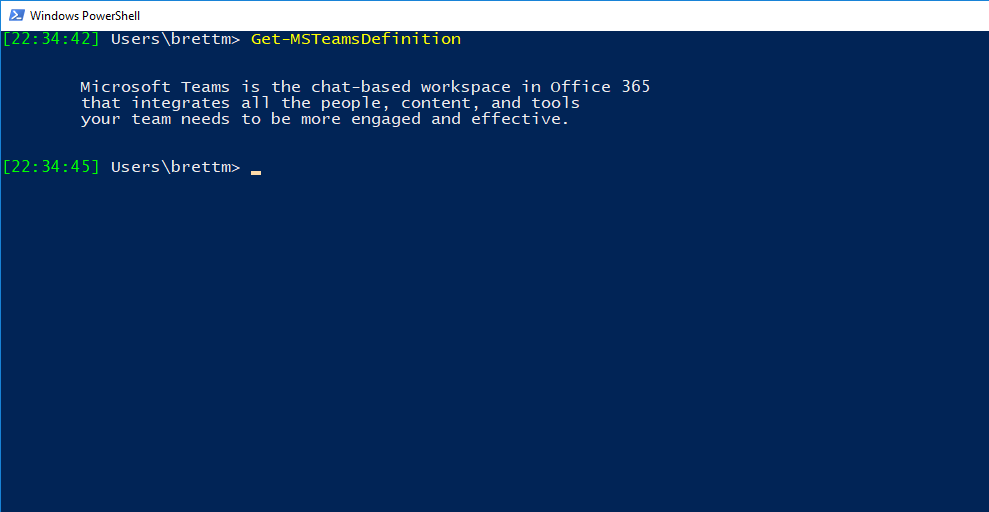 Windows PowerShell
[22:34:42] Users\brettm> Get-MSTeamsDefinition
Microsoft Teams is the chat-based workspace in Office 365
that integrates all the people, content, and tools
your team needs to be more engaged and effective.
[22:34:45] Users\brettm>